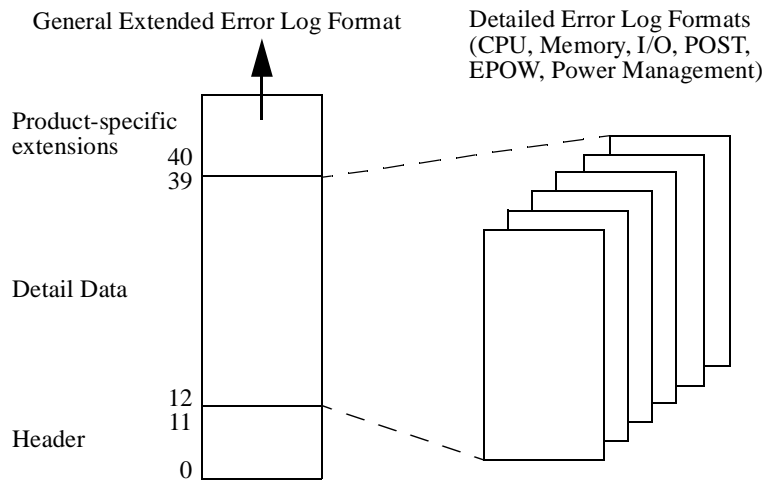 General Extended Error Log Format
Detailed Error Log Formats
(CPU, Memory, I/O, POST,
EPOW, Power Management)
Product-specific
extensions
40
39
Detail Data
12
11
Header
0